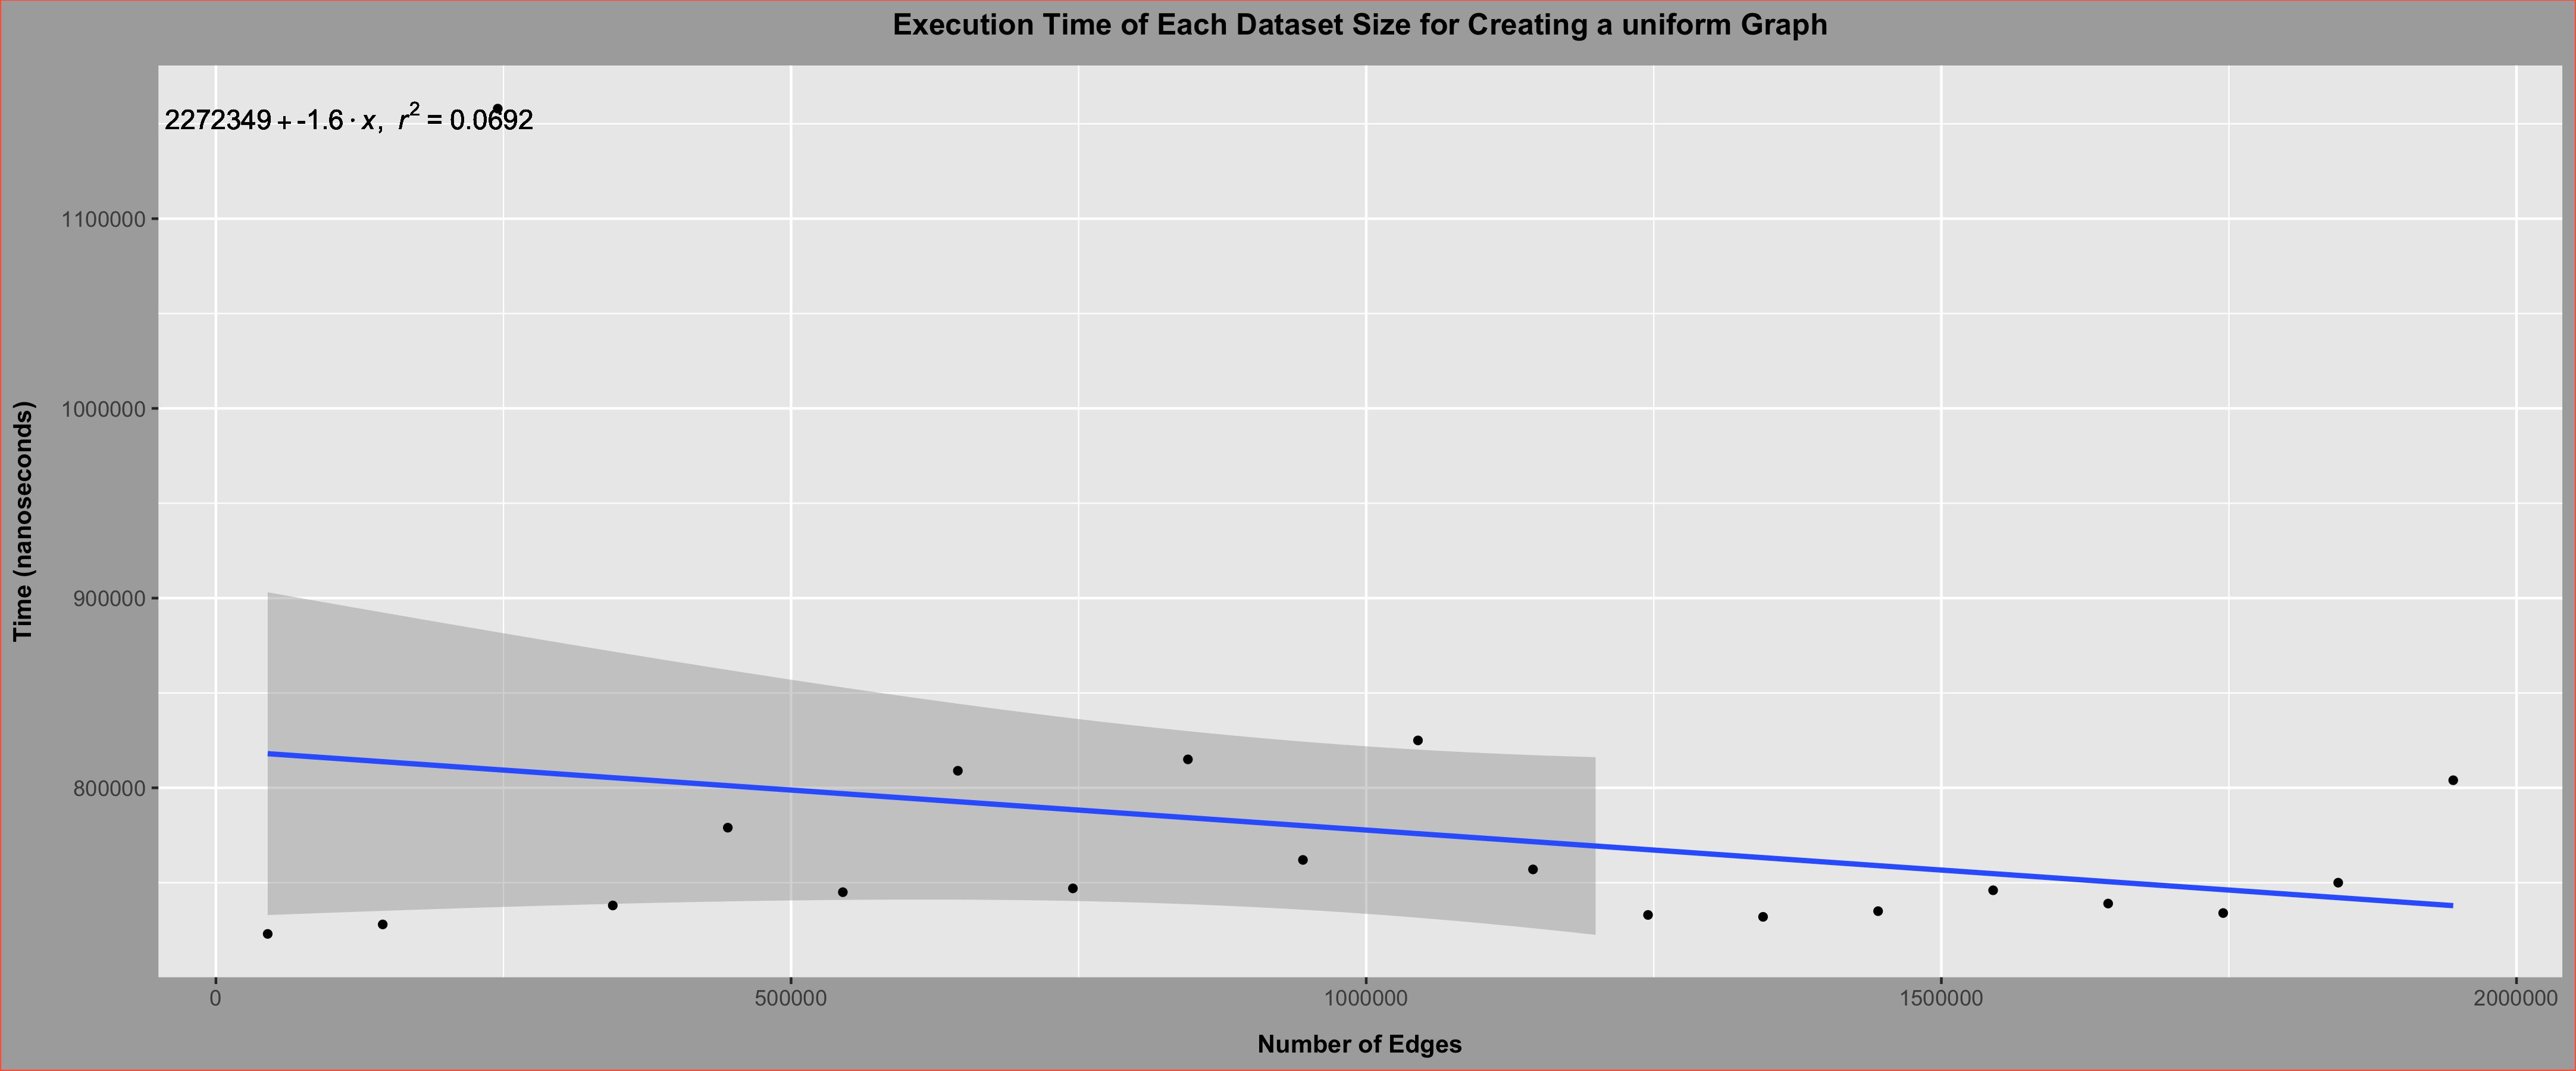 Execution Time of Each Dataset Size for Creating a uniform Graph
2272349 + -1.6 · x, r² = 0.0692
1100000
1000000
900000
800000
Time (nanoseconds)
0 500000 1000000 1500000 2000000
Number of Edges